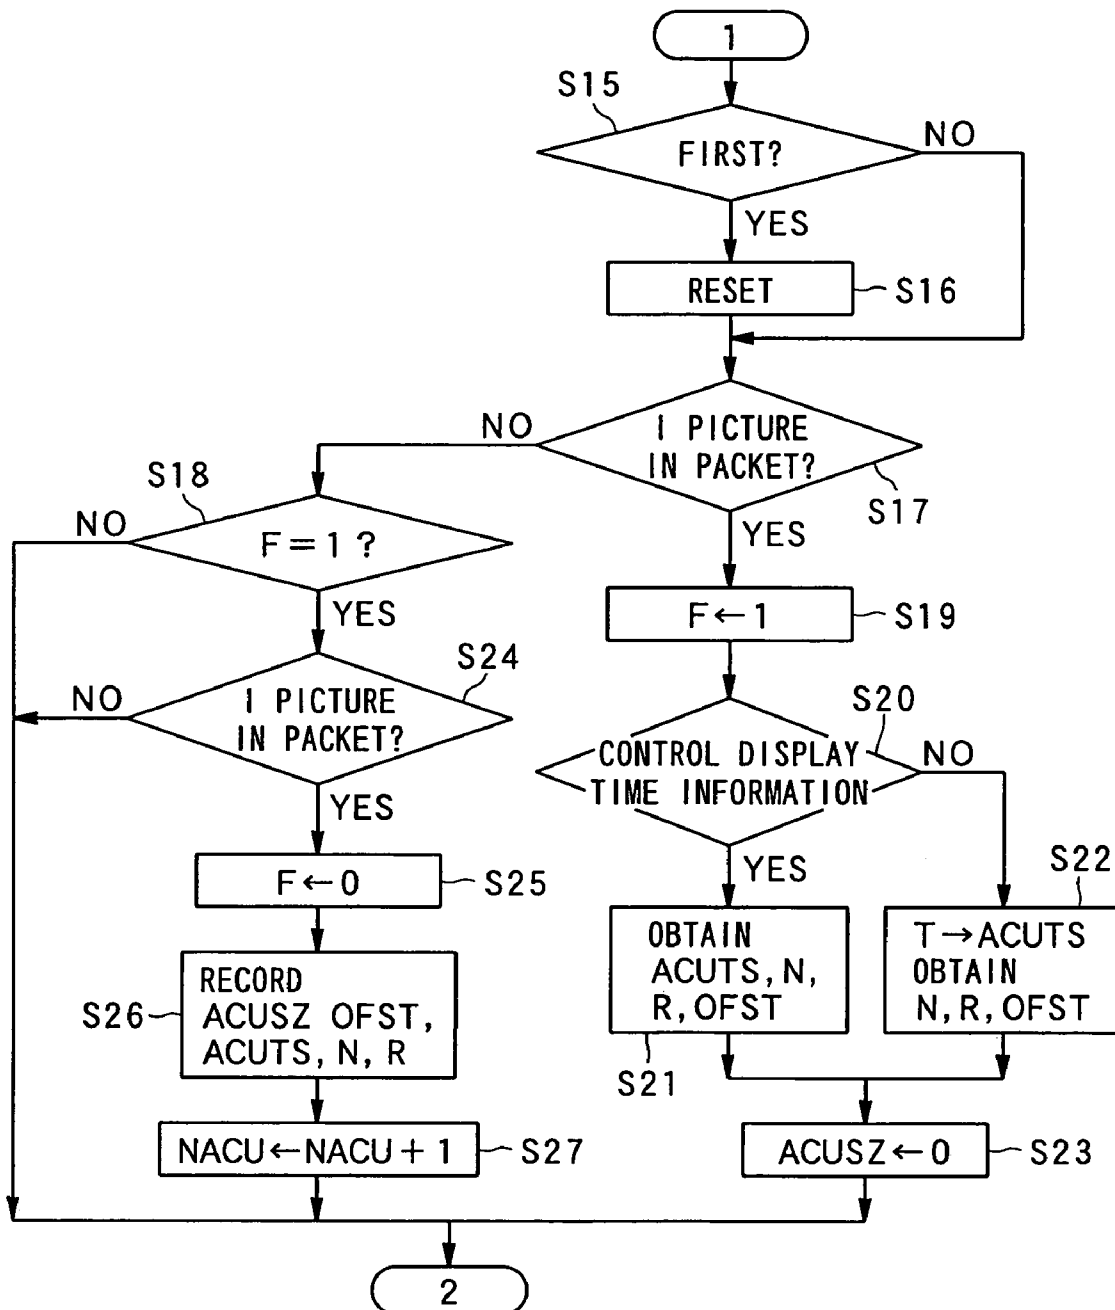 1
S15
FIRST?
NO
YES
RESET
S16
NO
I PICTURE
IN PACKET?
S17
YES
S18
NO
F=1 ?
YES
F←1
S19
S24
NO
I PICTURE
IN PACKET?
YES
S20
CONTROL DISPLAY
TIME INFORMATION
NO
YES
F←0
S25
S22
OBTAIN
ACUTS, N,
R, OFST
S21
T→ACUTS
OBTAIN
N, R, OFST
S26
RECORD
ACUSZ OFST,
ACUTS, N, R
NACU←NACU+1
S27
ACUSZ←0
S23
2